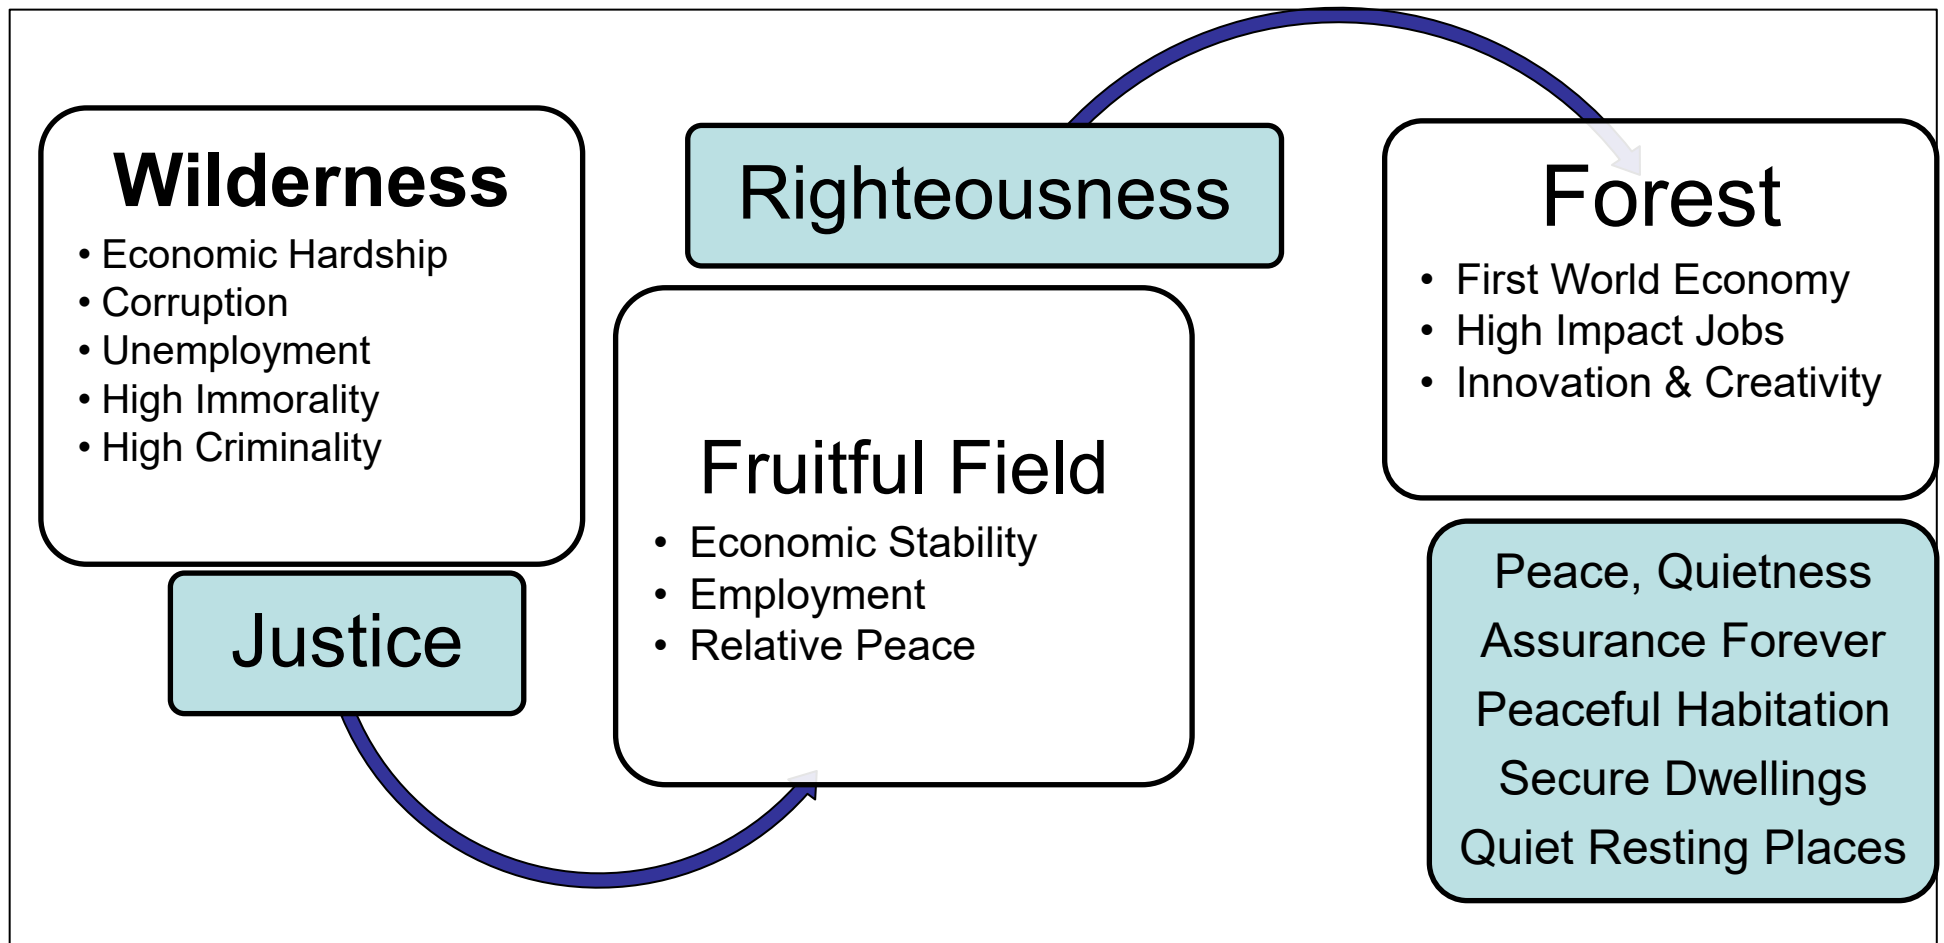 Wilderness
• Economic Hardship
• Corruption
• Unemployment
• High Immorality
• High Criminality
Justice
Righteousness
Fruitful Field
• Economic Stability
• Employment
• Relative Peace
Forest
• First World Economy
• High Impact Jobs
• Innovation & Creativity
Peace, Quietness
Assurance Forever
Peaceful Habitation
Secure Dwellings
Quiet Resting Places